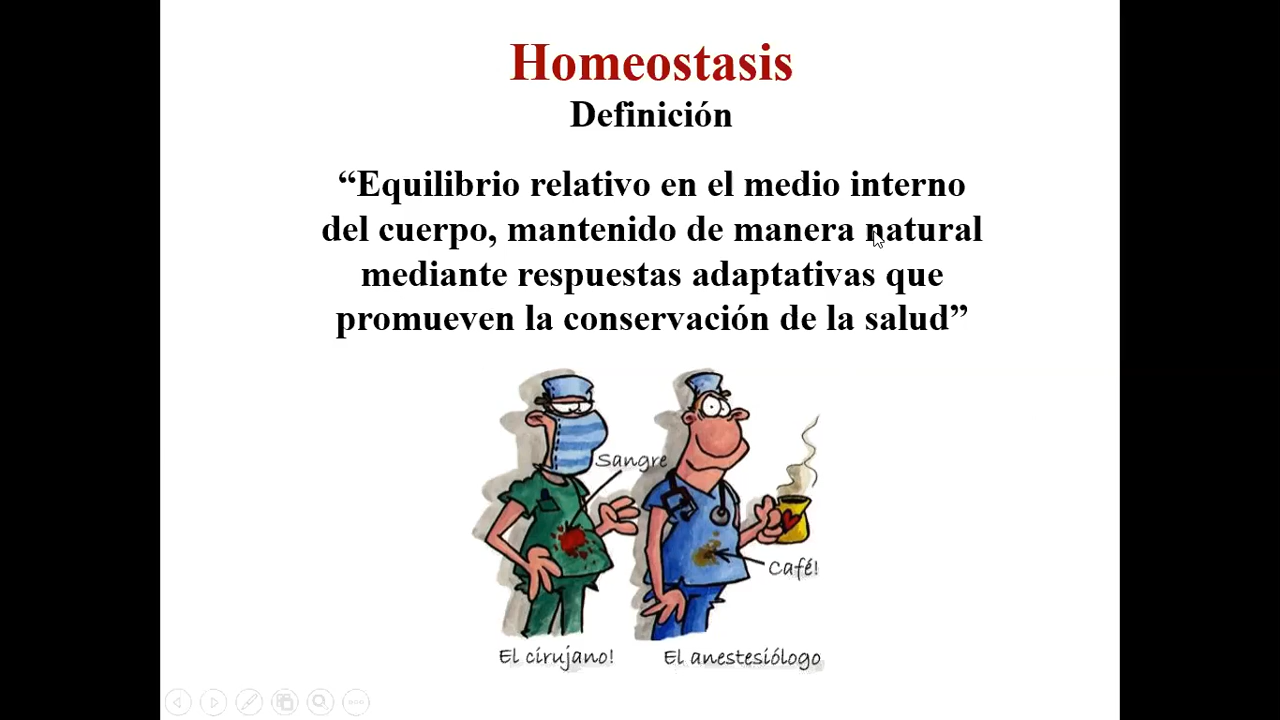 Homeostasis
Definición
“Equilibrio relativo en el medio interno
del cuerpo, mantenido de manera natural
mediante respuestas adaptativas que
promueven la conservación de la salud”
Sangre
Café!
El cirujano!
El anestesiólogo